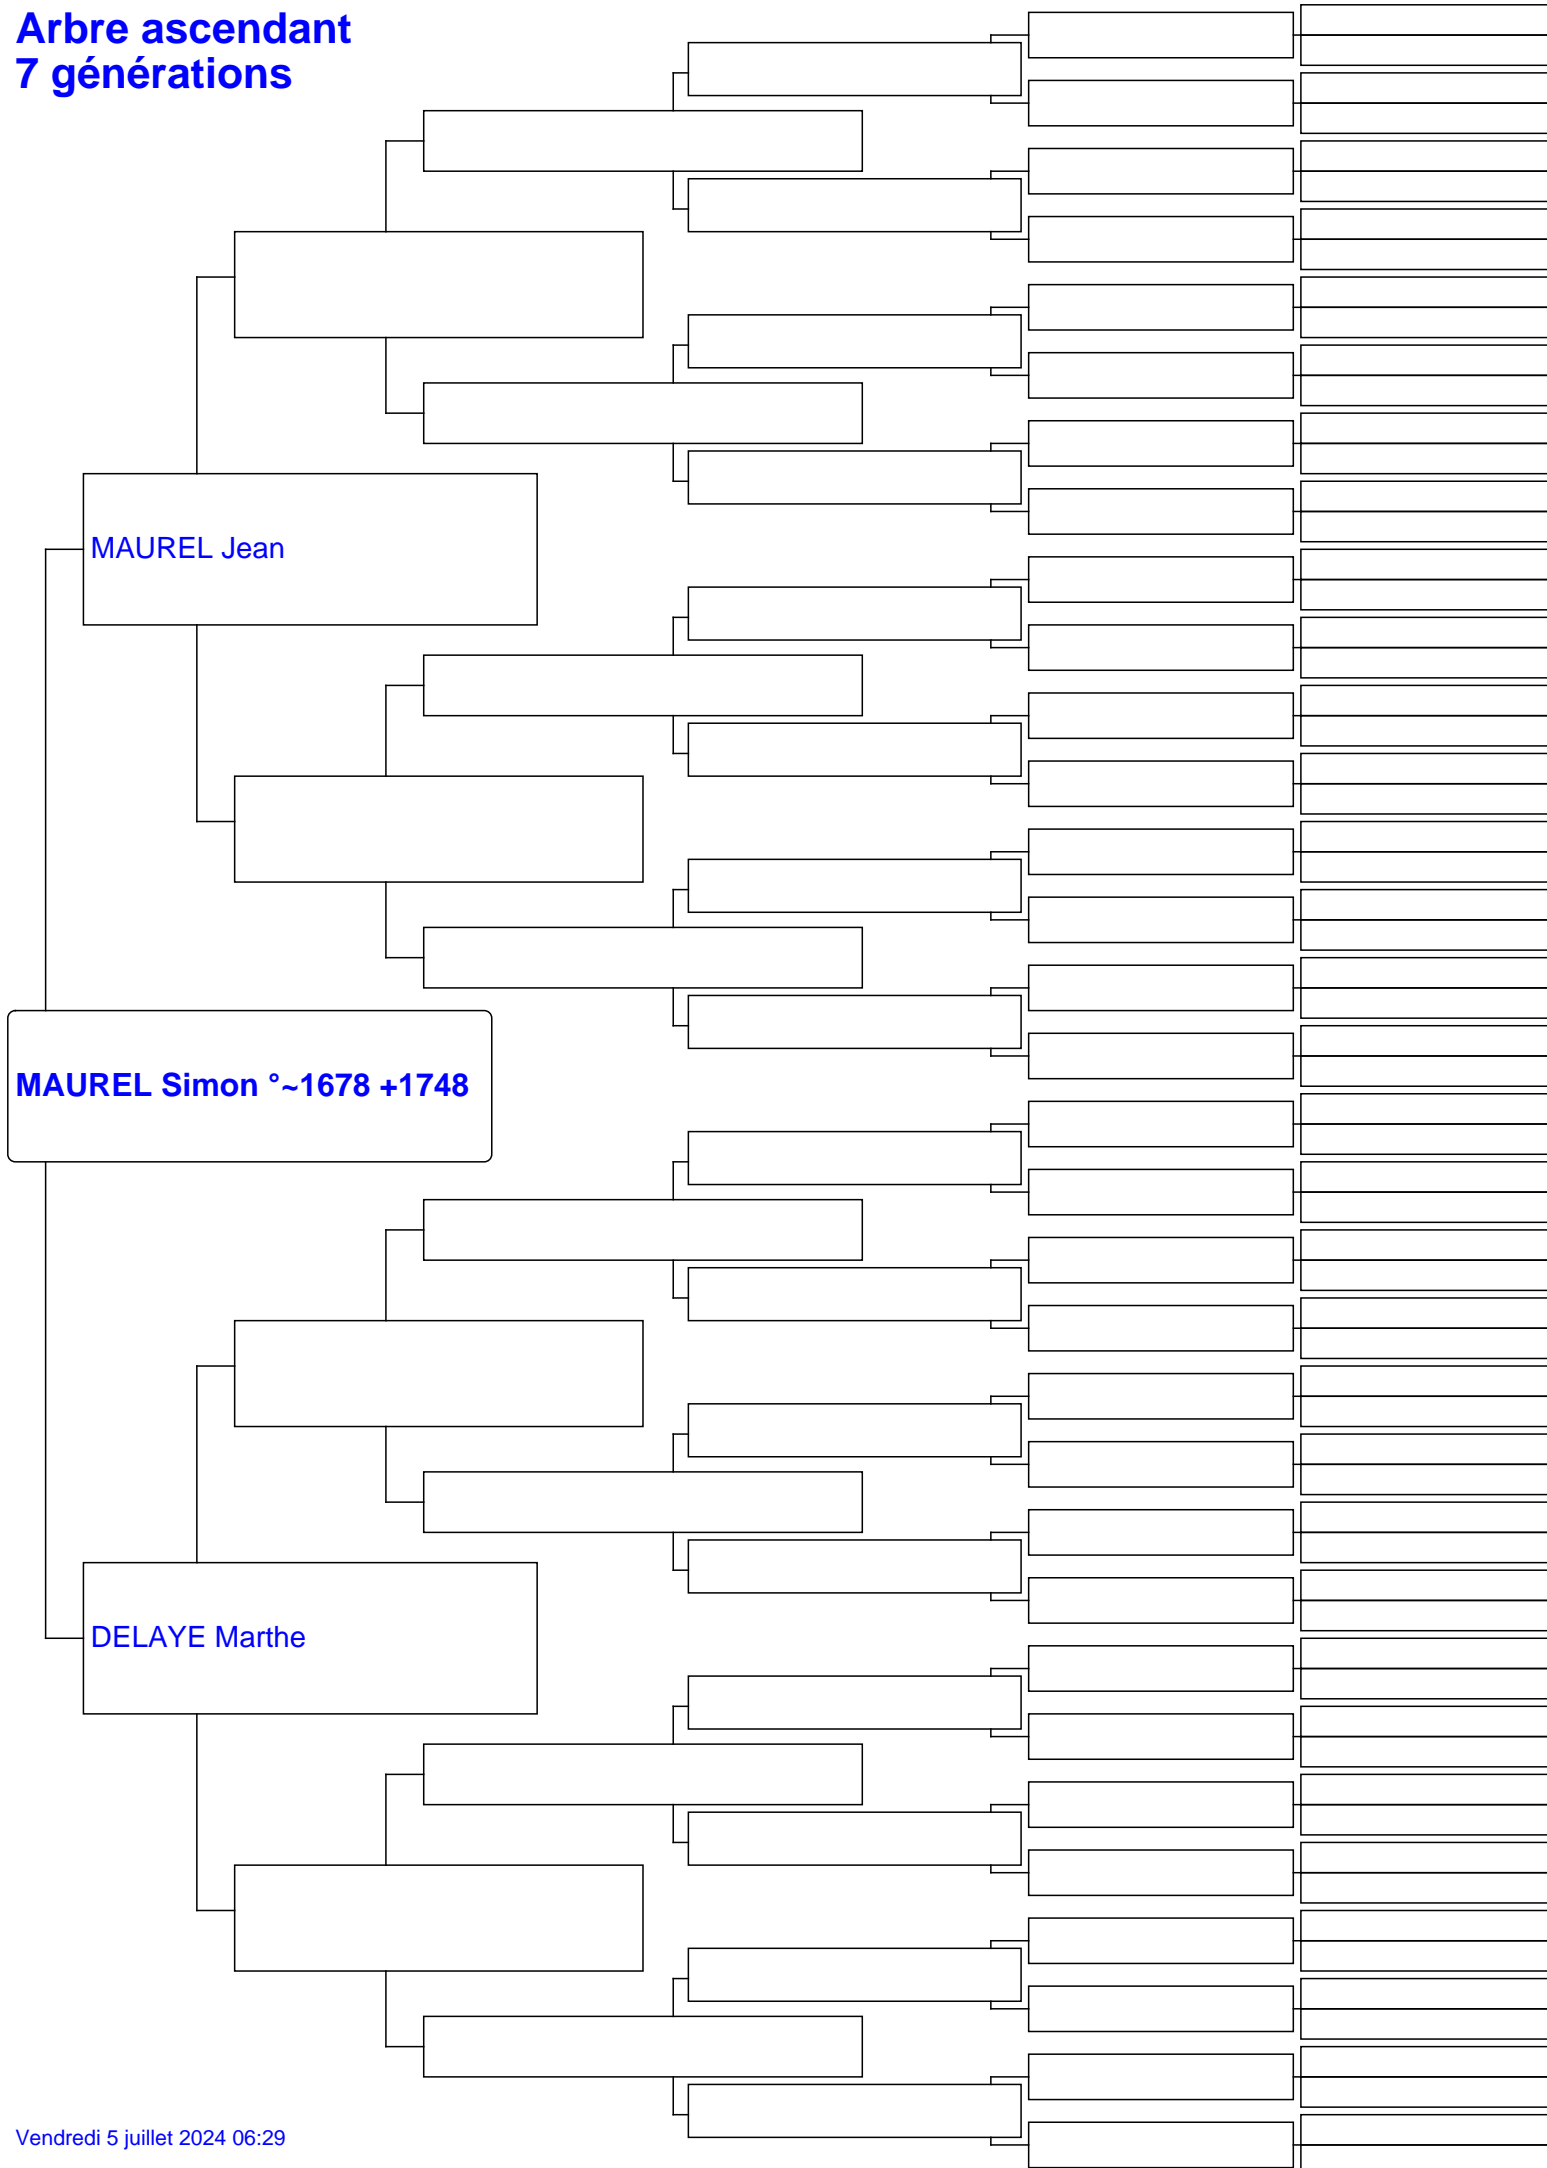 Arbre ascendant
7 générations
MAUREL Jean
MAUREL Simon °~1678 +1748
DELAYE Marthe
Vendredi 5 juillet 2024 06:29